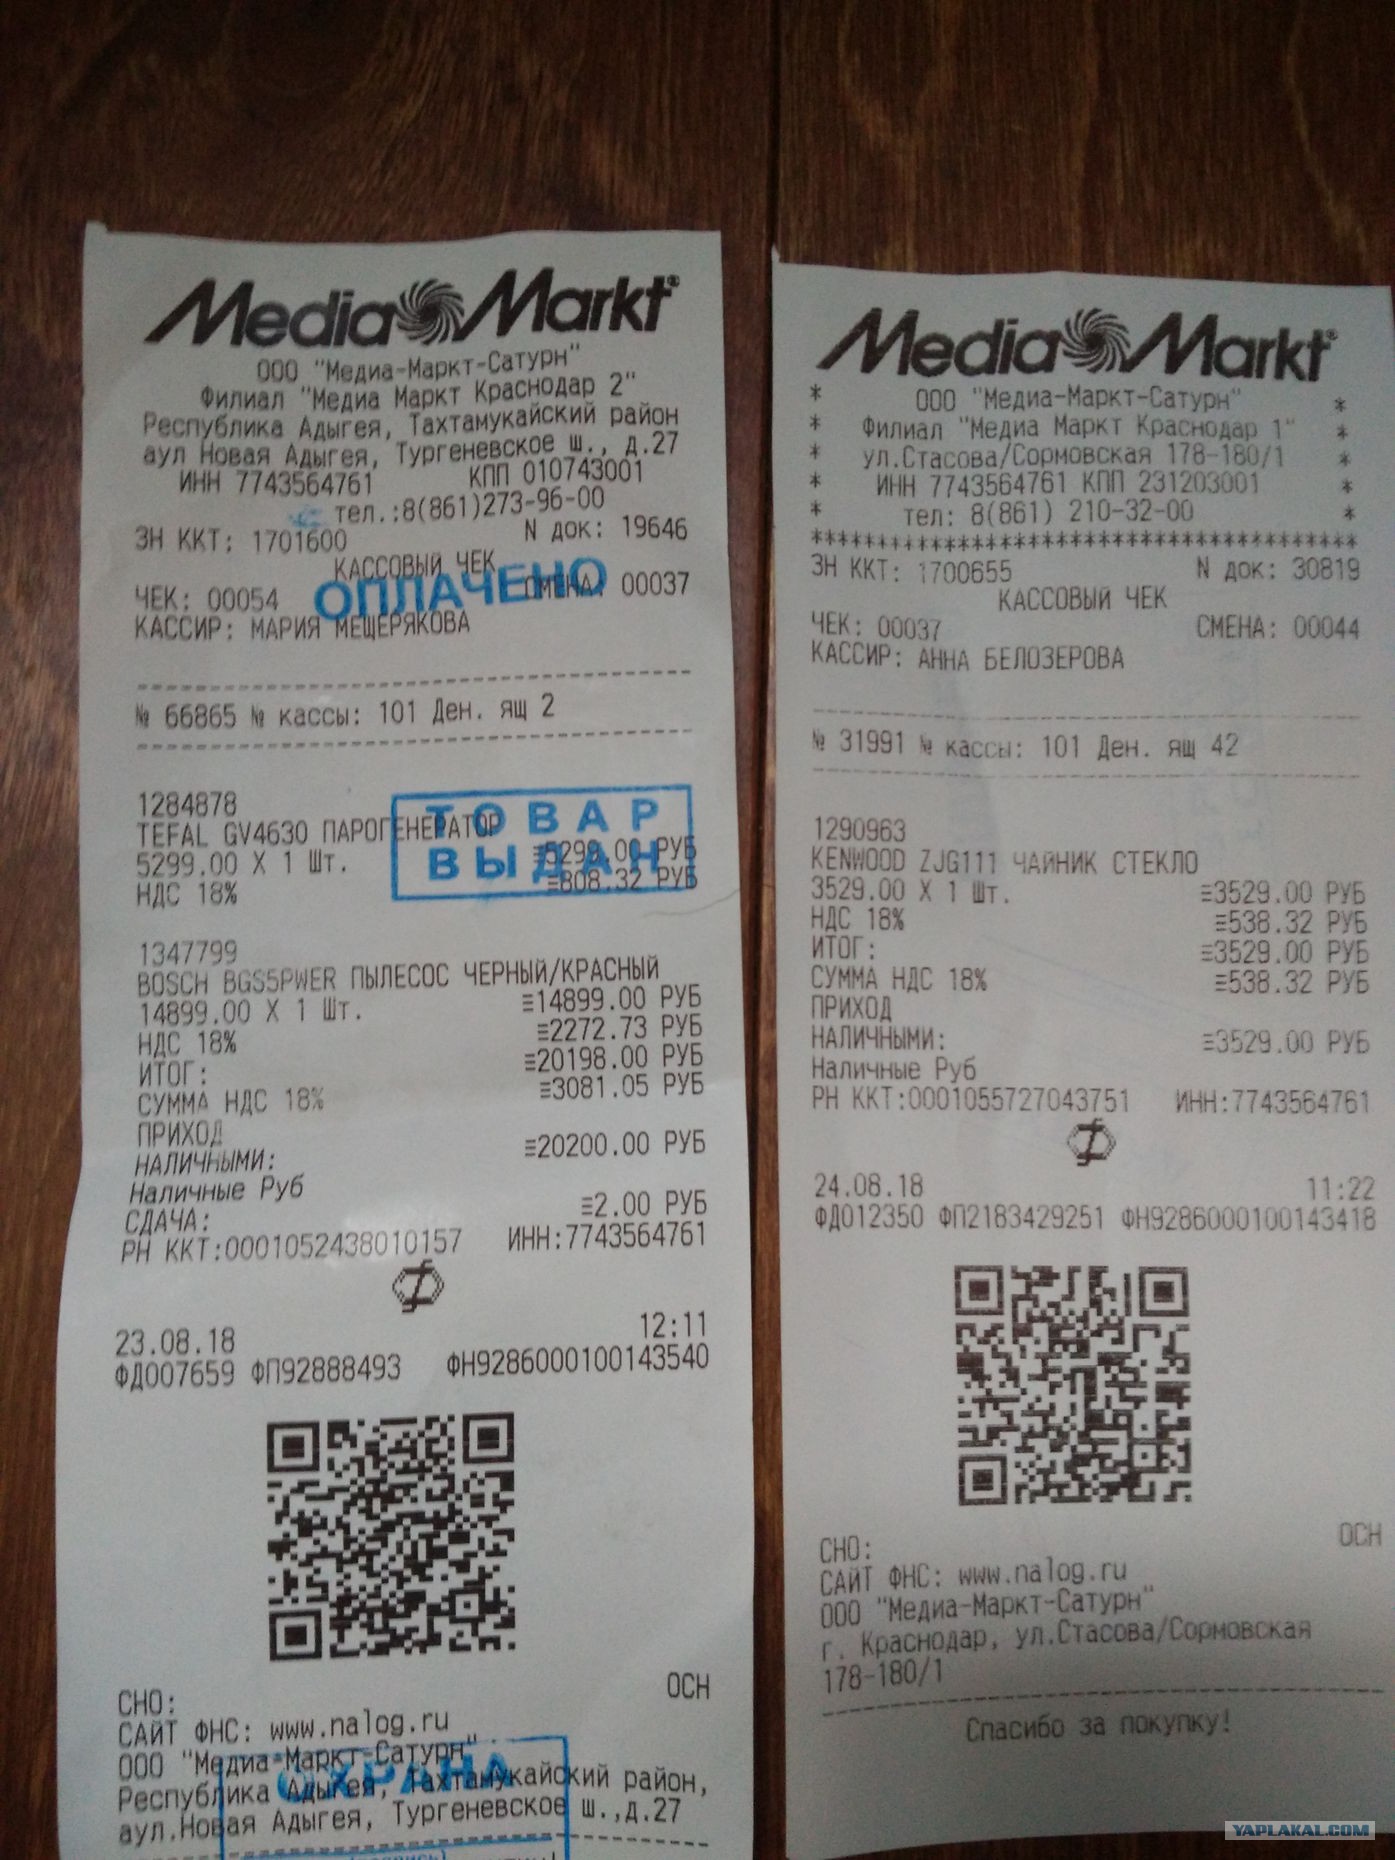 Media Markt
ООО "Медиа-Маркт-Сатурн"
Филиал "Медиа Маркт Краснодар 2"
Республика Адыгея, Тахтамукайский район
аул Новая Адыгея, Тургеневское ш., д.27
ИНН 7743564761 КПП 010743001
тел.:8(861)273-96-00
ЗН ККТ: 1701600 N док: 19646
КАССОВЫЙ ЧЕК
ОПЛАЧЕНО
ЧЕК: 00054 СМЕНА: 00037
КАССИР: МАРИЯ МЕЩЕРЯКОВА
№ 66865 № кассы: 101 Ден. ящ 2
1284878
TEFAL GV4630 ПАРОГЕНЕРАТОР
ТОВАР
ВЫДАН
5299.00 X 1 Шт. ≡5299.00 РУБ
НДС 18% ≡808.32 РУБ
1347799
BOSCH BGS5PWER ПЫЛЕСОС ЧЕРНЫЙ/КРАСНЫЙ
14899.00 X 1 Шт. ≡14899.00 РУБ
НДС 18% ≡2272.73 РУБ
ИТОГ: ≡20198.00 РУБ
СУММА НДС 18% ≡3081.05 РУБ
ПРИХОД
НАЛИЧНЫМИ: ≡20200.00 РУБ
Наличные Руб
СДАЧА: ≡2.00 РУБ
РН ККТ:0001052438010157 ИНН:7743564761
23.08.18 12:11
ФД007659 ФП92888493 ФН9286000100143540
СНО: ОСН
САЙТ ФНС: www.nalog.ru
ООО "Медиа-Маркт-Сатурн"
ОХРАНА
Республика Адыгея, Тахтамукайский район,
аул.Новая Адыгея, Тургеневское ш.,д.27
Media Markt
* ООО "Медиа-Маркт-Сатурн" *
* Филиал "Медиа Маркт Краснодар 1" *
* ул.Стасова/Сормовская 178-180/1 *
* ИНН 7743564761 КПП 231203001 *
* тел: 8(861) 210-32-00 *
****************************************
ЗН ККТ: 1700655 N док: 30819
КАССОВЫЙ ЧЕК
ЧЕК: 00037 СМЕНА: 00044
КАССИР: АННА БЕЛОЗЕРОВА
№ 31991 № кассы: 101 Ден. ящ 42
1290963
KENWOOD ZJG111 ЧАЙНИК СТЕКЛО
3529.00 X 1 Шт. ≡3529.00 РУБ
НДС 18% ≡538.32 РУБ
ИТОГ: ≡3529.00 РУБ
СУММА НДС 18% ≡538.32 РУБ
ПРИХОД
НАЛИЧНЫМИ: ≡3529.00 РУБ
Наличные Руб
РН ККТ:0001055727043751 ИНН:7743564761
24.08.18 11:22
ФД012350 ФП2183429251 ФН9286000100143418
СНО: ОСН
САЙТ ФНС: www.nalog.ru
ООО "Медиа-Маркт-Сатурн"
г. Краснодар, ул.Стасова/Сормовская
178-180/1
Спасибо за покупку!
YAPLAKAL.COM